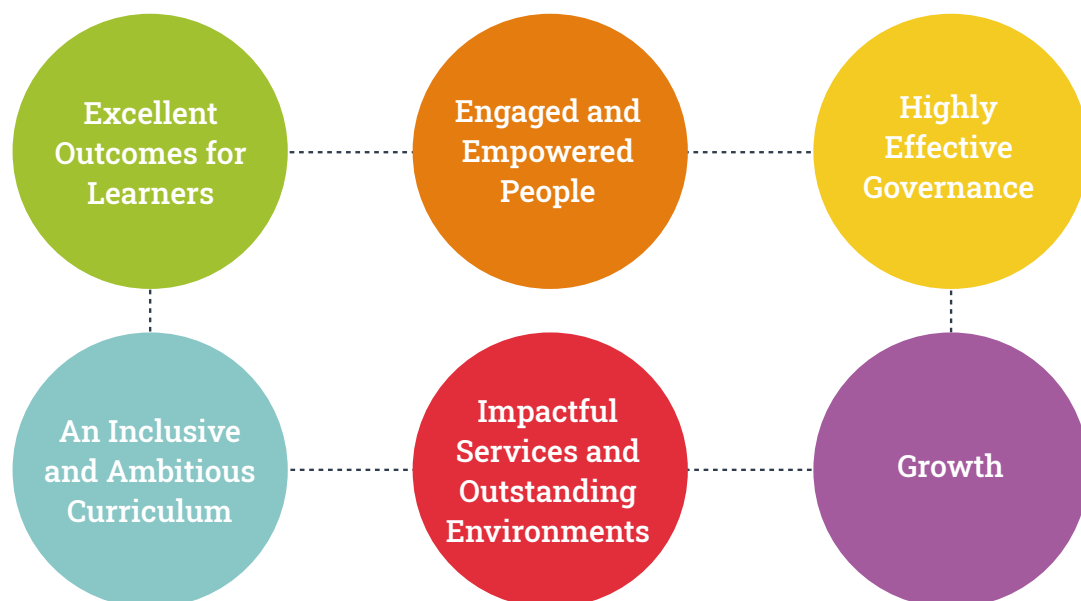 Excellent
Outcomes for
Learners
Engaged and
Empowered
People
Highly
Effective
Governance
An Inclusive
and Ambitious
Curriculum
Impactful
Services and
Outstanding
Environments
Growth